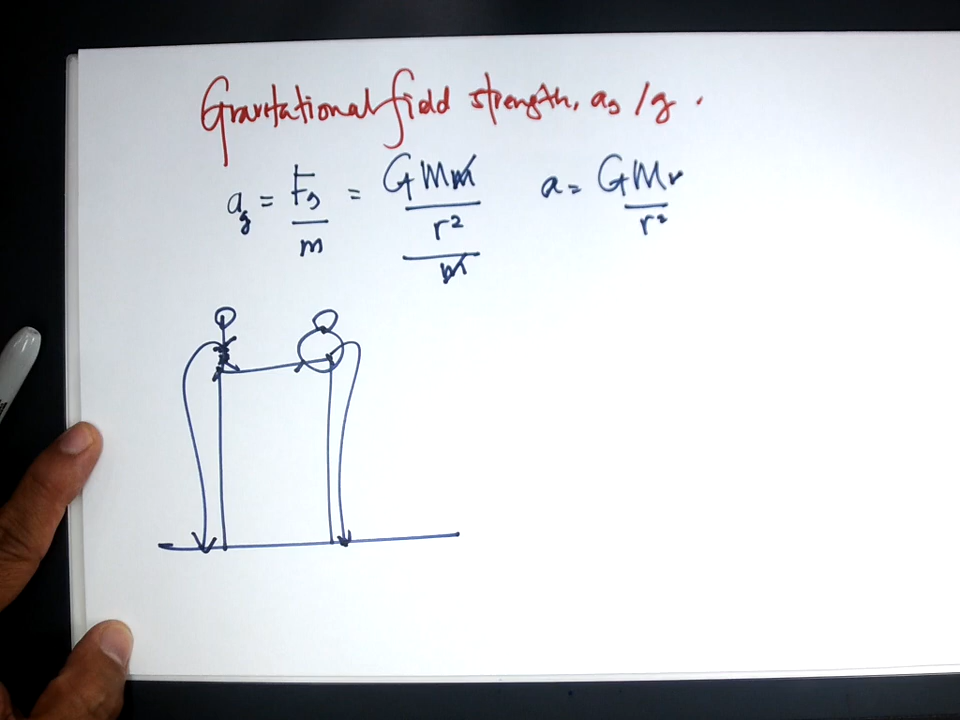 Gravitational field strength, ag / g .
ag = Fg / m = GMm / r² / m a = GM / r²